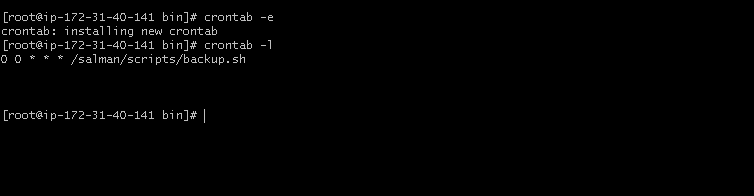 [root@ip-172-31-40-141 bin]# crontab -e
crontab: installing new crontab
[root@ip-172-31-40-141 bin]# crontab -l
0 0 * * * /salman/scripts/backup.sh
[root@ip-172-31-40-141 bin]#